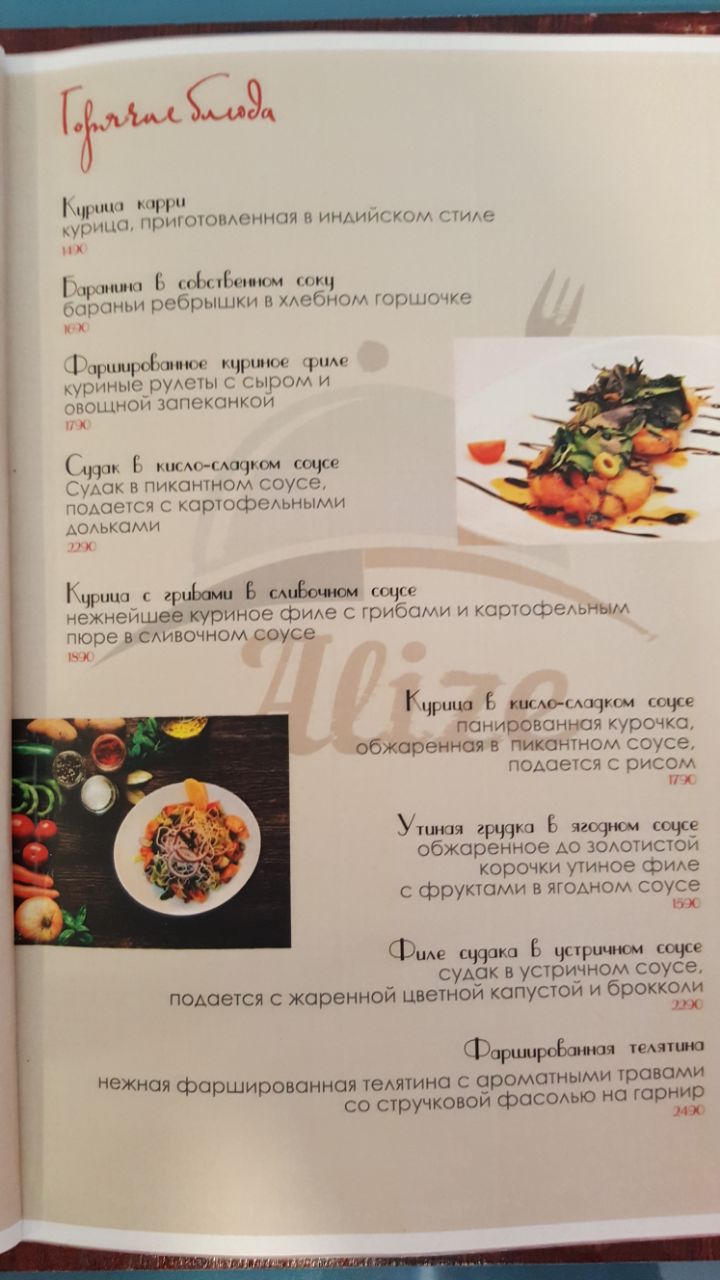 Горячие блюда
Курица карри
курица, приготовленная в индийском стиле
1490
Баранина в собственном соку
бараньи ребрышки в хлебном горшочке
1690
Фаршированное куриное филе
куриные рулеты с сыром и
овощной запеканкой
1790
Судак в кисло-сладком соусе
Судак в пикантном соусе,
подается с картофельными
дольками
2290
Курица с грибами в сливочном соусе
нежнейшее куриное филе с грибами и картофельным
пюре в сливочном соусе
1890
Alize
Курица в кисло-сладком соусе
панированная курочка,
обжаренная в пикантном соусе,
подается с рисом
1790
Утиная грудка в ягодном соусе
обжаренное до золотистой
корочки утиное филе
с фруктами в ягодном соусе
1590
Филе судака в устричном соусе
судак в устричном соусе,
подается с жаренной цветной капустой и брокколи
2290
Фаршированная телятина
нежная фаршированная телятина с ароматными травами
со стручковой фасолью на гарнир
2490